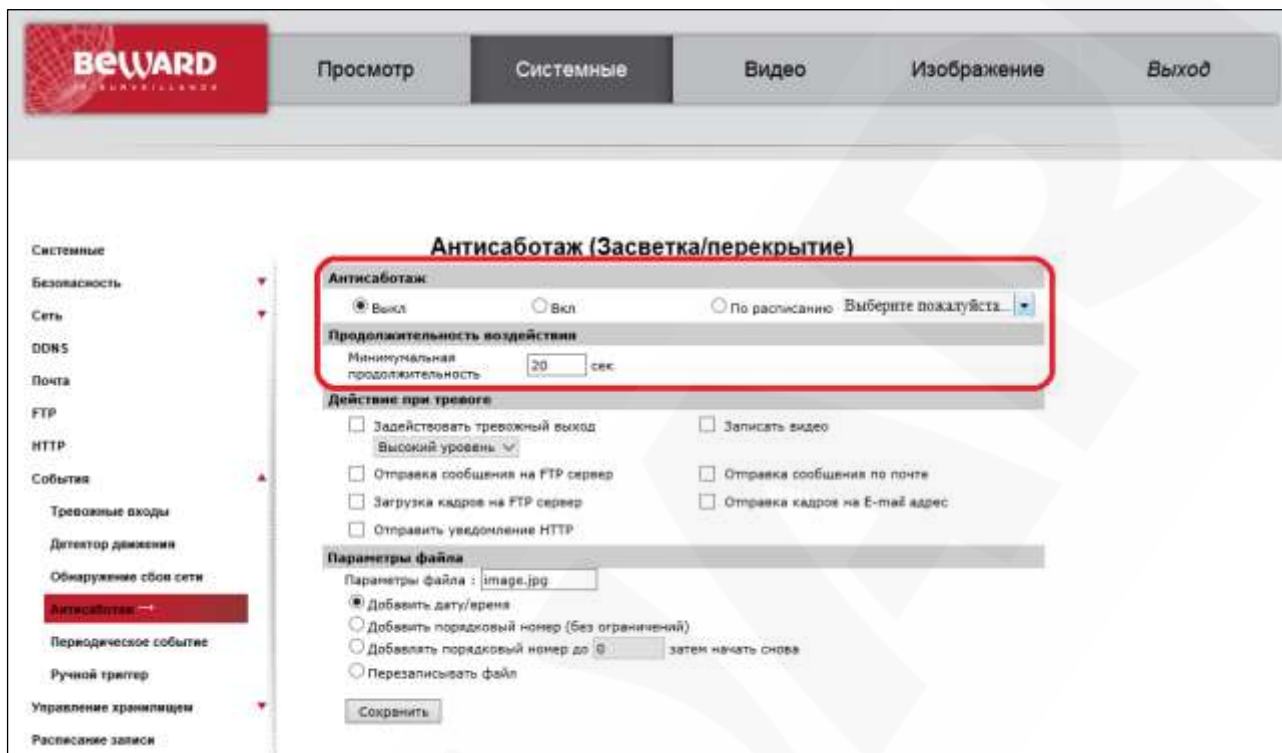 BEWARD
IP SURVEILLANCE
Просмотр Системные Видео Изображение Выход
Системные
Безопасность
Сеть
DDNS
Почта
FTP
HTTP
События
Тревожные входы
Детектор движения
Обнаружение сбоя сети
Антисаботаж
Периодическое событие
Ручной триггер
Управление хранилищем
Расписание записи
Антисаботаж (Засветка/перекрытие)
Антисаботаж
Выкл Вкл По расписанию Выберите пожалуйста...
Продолжительность воздействия
Минимумальная
продолжительность 20 сек
Действие при тревоге
Задействовать тревожный выход Записать видео
Высокий уровень
Отправка сообщения на FTP сервер Отправка сообщения по почте
Загрузка кадров на FTP сервер Отправка кадров на E-mail адрес
Отправить уведомление HTTP
Параметры файла
Параметры файла : image.jpg
Добавить дату/время
Добавить порядковый номер (без ограничений)
Добавлять порядковый номер до 0 затем начать снова
Перезаписывать файл
Сохранить